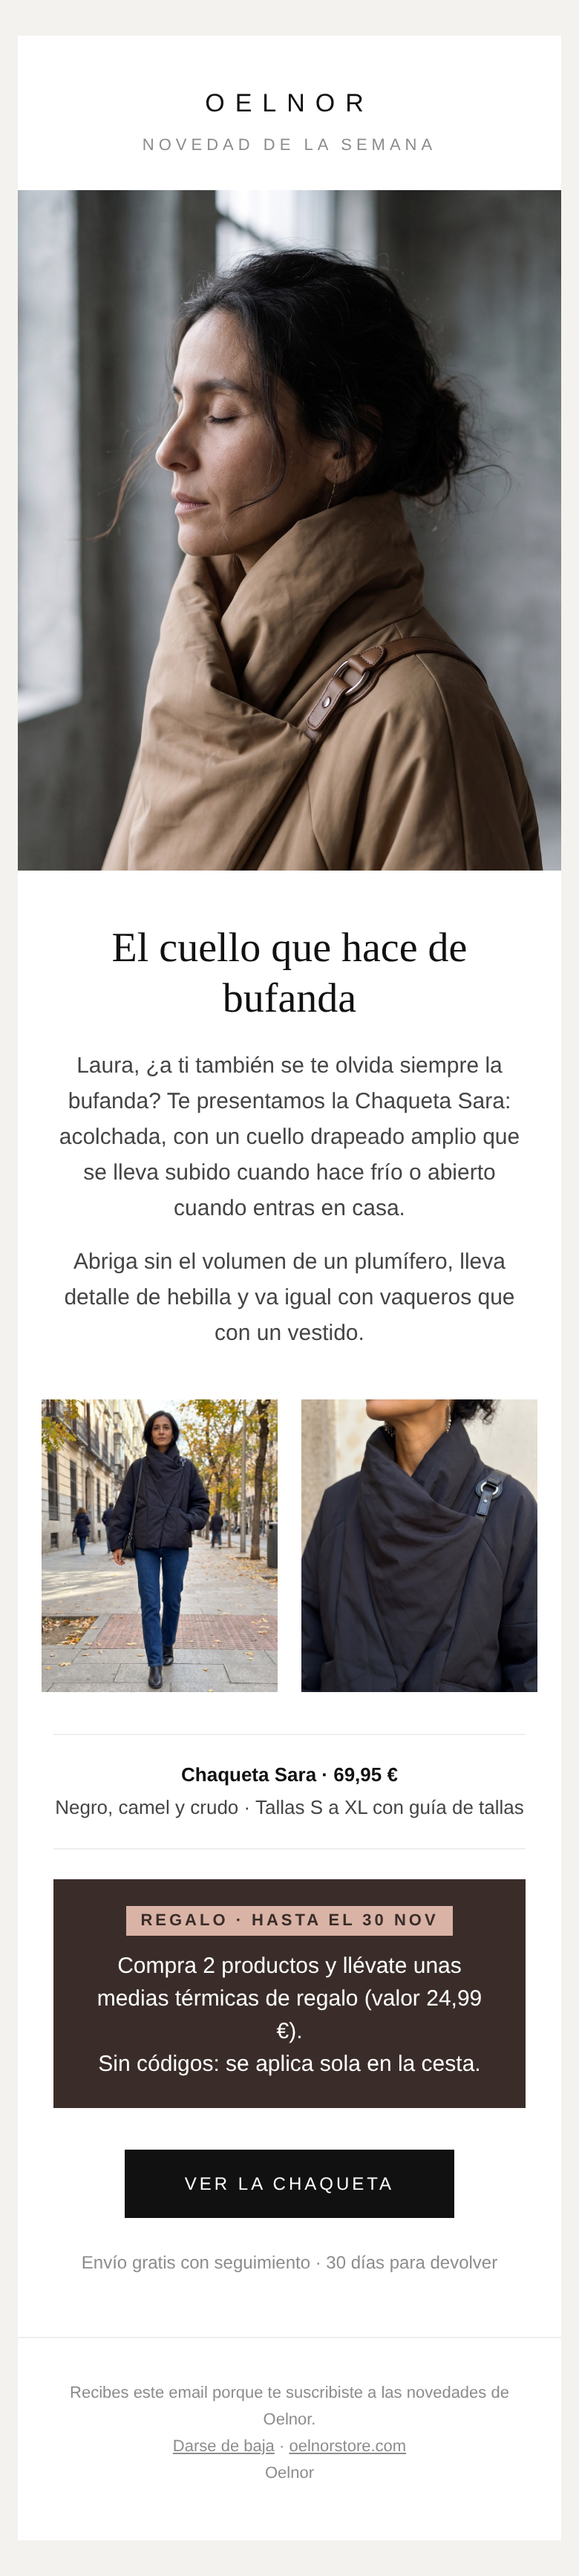 OELNOR
NOVEDAD DE LA SEMANA
El cuello que hace de
bufanda
Laura, ¿a ti también se te olvida siempre la
bufanda? Te presentamos la Chaqueta Sara:
acolchada, con un cuello drapeado amplio que
se lleva subido cuando hace frío o abierto
cuando entras en casa.
Abriga sin el volumen de un plumífero, lleva
detalle de hebilla y va igual con vaqueros que
con un vestido.
Chaqueta Sara · 69,95 €
Negro, camel y crudo · Tallas S a XL con guía de tallas
REGALO · HASTA EL 30 NOV
Compra 2 productos y llévate unas
medias térmicas de regalo (valor 24,99
€).
Sin códigos: se aplica sola en la cesta.
VER LA CHAQUETA
Envío gratis con seguimiento · 30 días para devolver
Recibes este email porque te suscribiste a las novedades de
Oelnor.
Darse de baja · oelnorstore.com
Oelnor